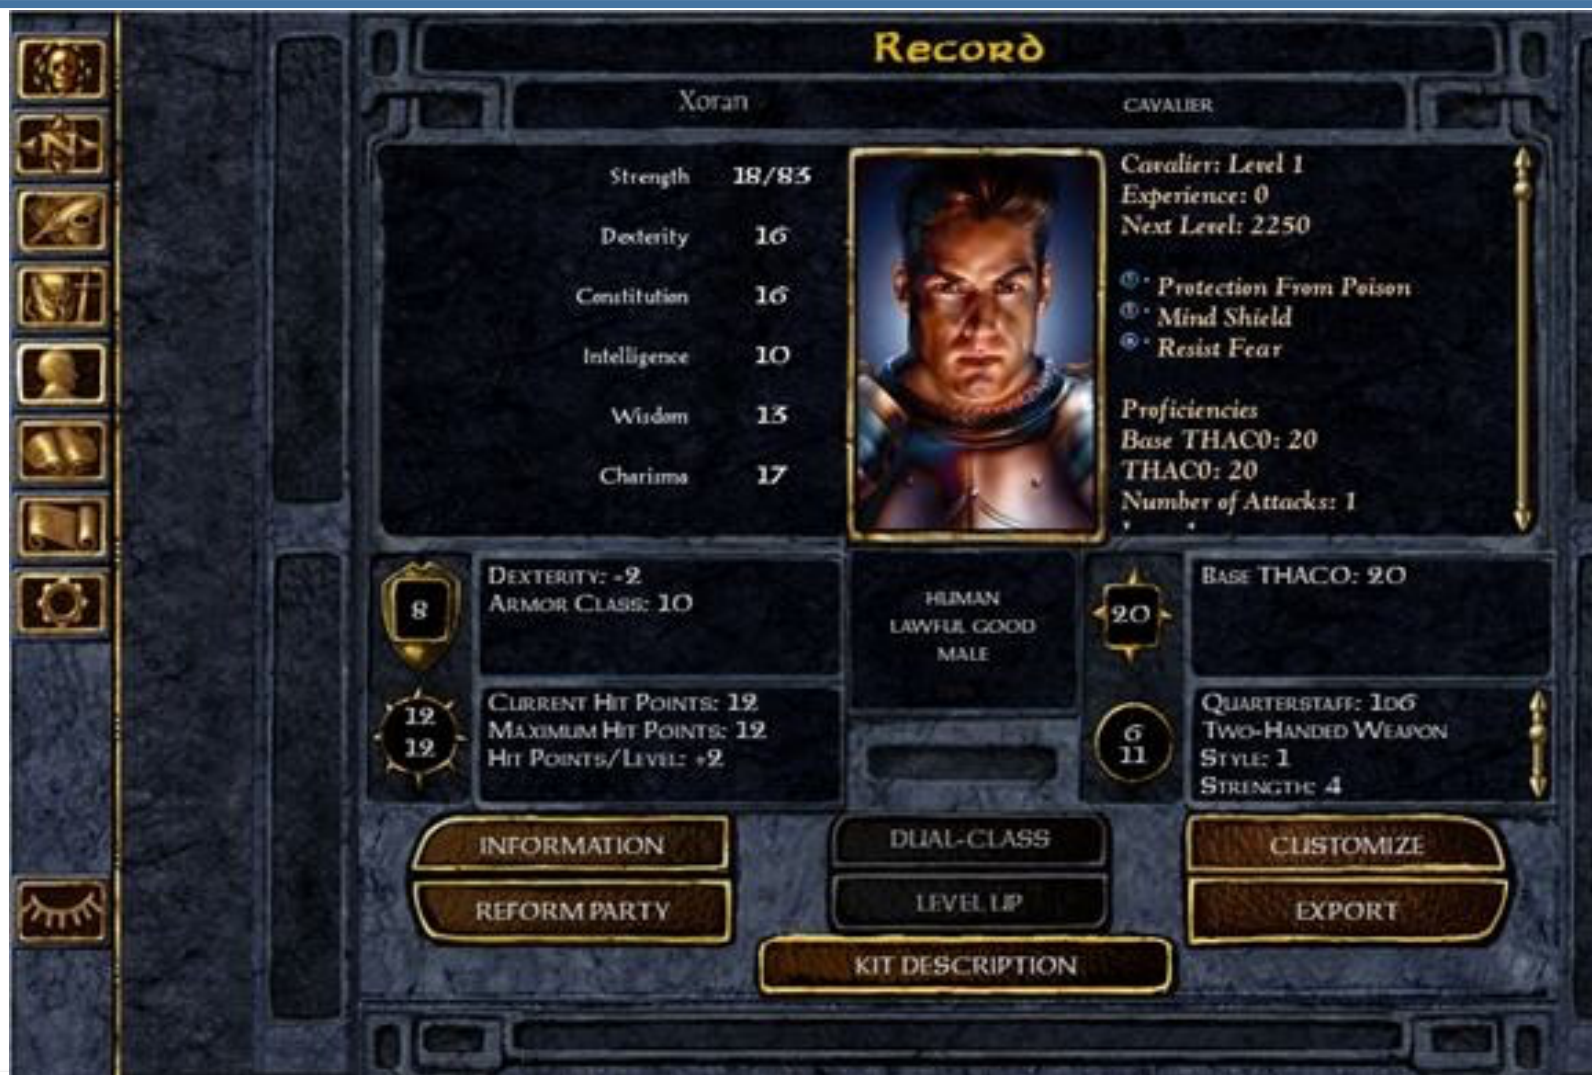 Record
Xoran
CAVALIER
Strength 18/83
Dexterity 16
Constitution 16
Intelligence 10
Wisdom 13
Charisma 17
Cavalier: Level 1
Experience: 0
Next Level: 2250
Protection From Poison
Mind Shield
Resist Fear
Proficiencies
Base THAC0: 20
THAC0: 20
Number of Attacks: 1
8
DEXTERITY: -2
ARMOR CLASS: 10
12
12
CURRENT HIT POINTS: 12
MAXIMUM HIT POINTS: 12
HIT POINTS/LEVEL: +2
HUMAN
LAWFUL GOOD
MALE
20
BASE THAC0: 20
6
11
QUARTERSTAFF: 1D6
TWO-HANDED WEAPON
STYLE: 1
STRENGTH: 4
INFORMATION
REFORM PARTY
DUAL-CLASS
LEVEL UP
CUSTOMIZE
EXPORT
KIT DESCRIPTION
N